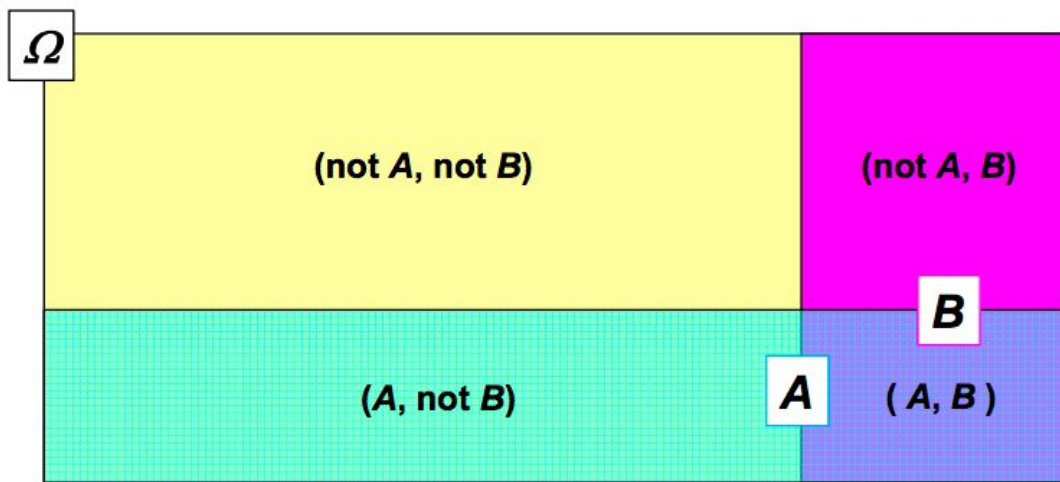 Ω
(not A, not B)
(not A, B)
B
(A, not B)
A
( A, B )